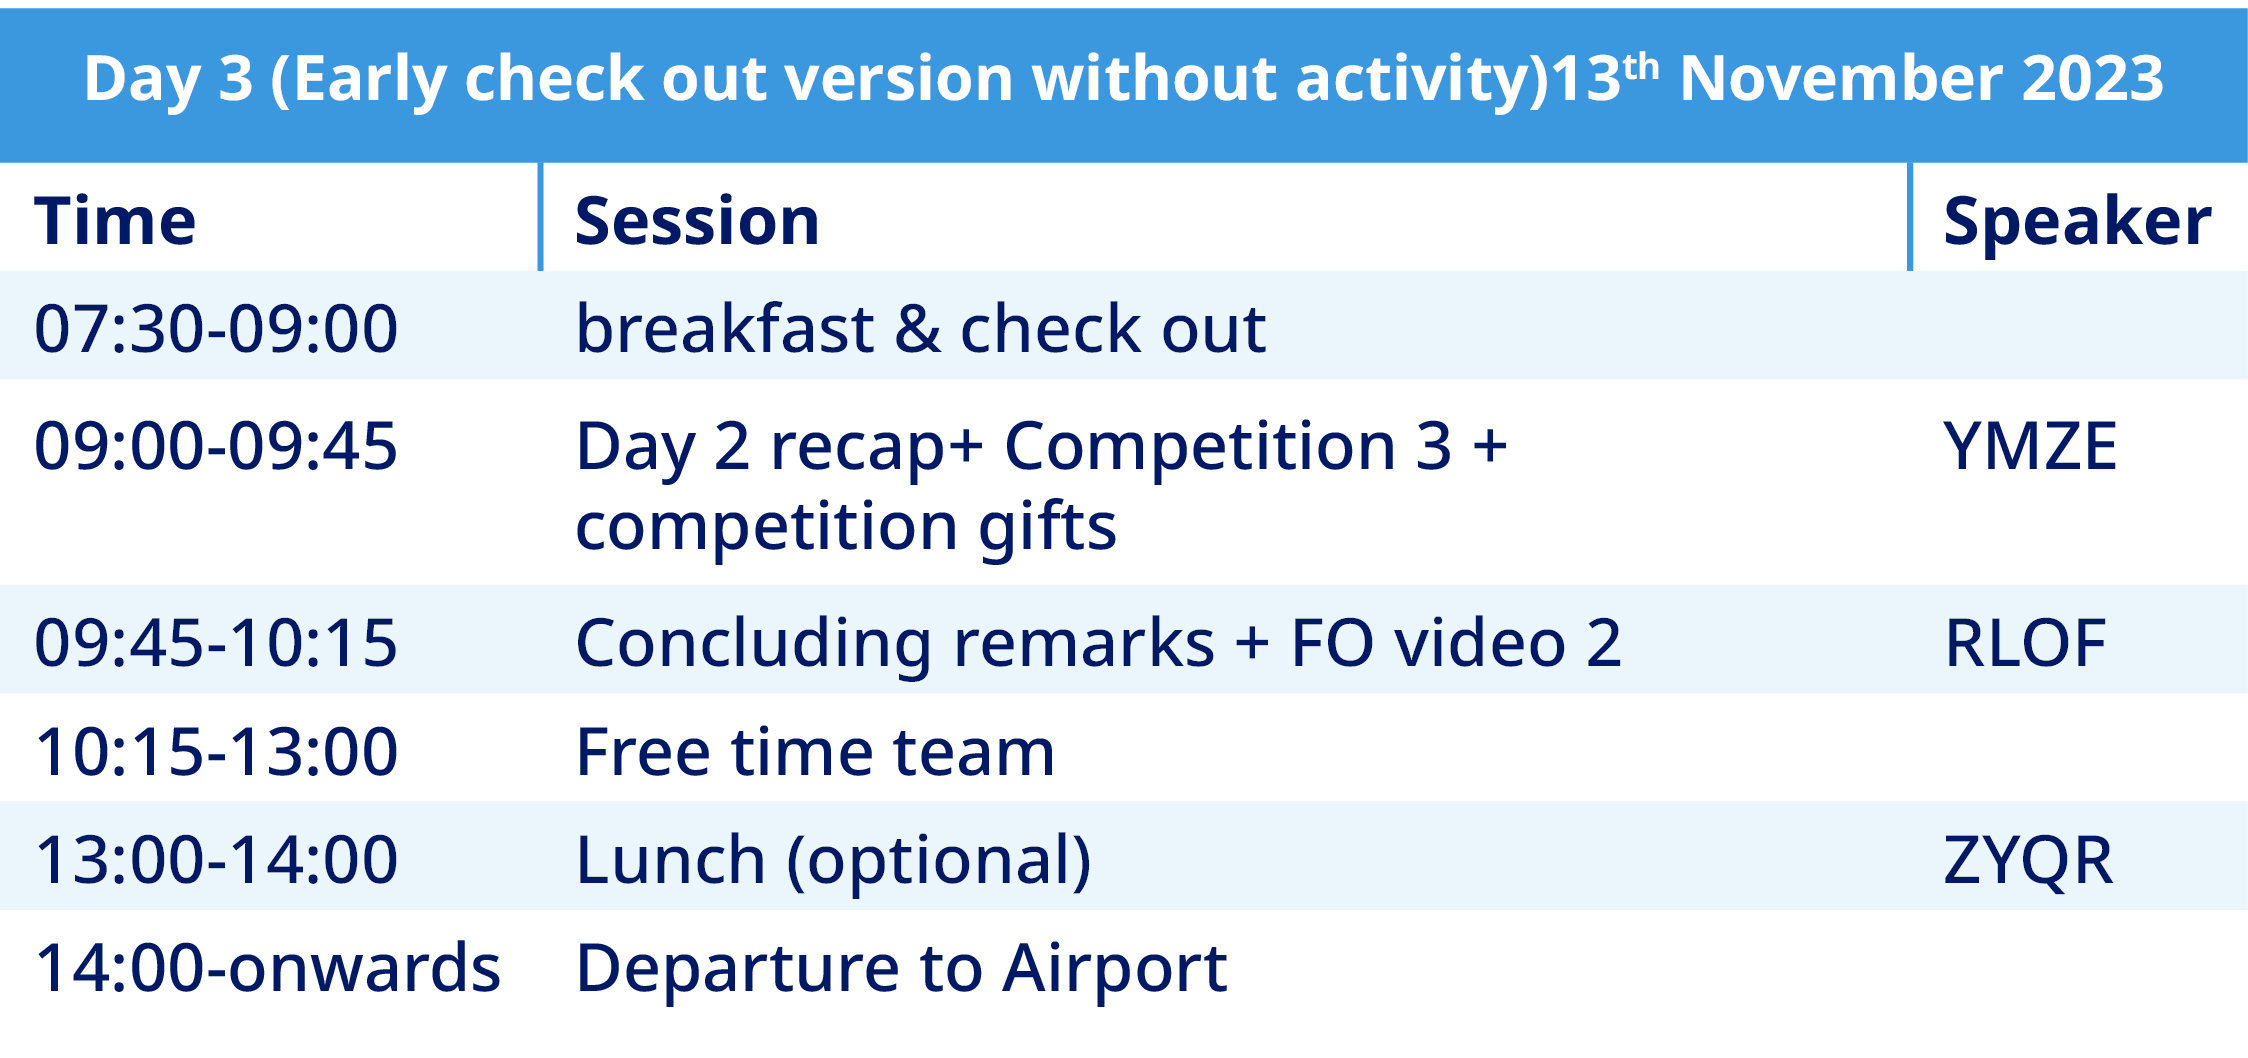 Day 3 (Early check out version without activity)13th November 2023
Time Session Speaker
07:30-09:00 breakfast & check out
09:00-09:45 Day 2 recap+ Competition 3 + YMZE
competition gifts
09:45-10:15 Concluding remarks + FO video 2 RLOF
10:15-13:00 Free time team
13:00-14:00 Lunch (optional) ZYQR
14:00-onwards Departure to Airport